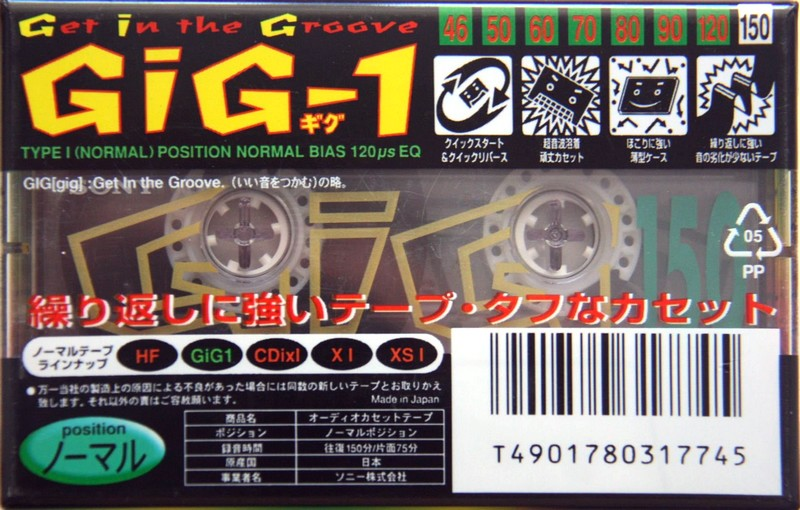 Get in the Groove
46 50 60 70 80 90 120 150
GiG-1
ギグ
TYPE I (NORMAL) POSITION NORMAL BIAS 120μs EQ
クイックスタート
&クイックリバース
超音波溶着
頑丈カセット
ほこりに強い
薄型ケース
繰り返しに強い
音の劣化が少ないテープ
GIG[gig] :Get In the Groove. (いい音をつかむ)の略。
SONY
GiG
150
05
PP
繰り返しに強いテープ・タフなカセット
ノーマルテープ
ラインナップ
HF GiG1 CDixI X I XS I
●万一当社の製造上の原因による不良があった場合には同数の新しいテープとお取りかえ
致します。それ以外の責はご容赦願います。 Made in Japan
position
ノーマル
商品名 オーディオカセットテープ
ポジション ノーマルポジション
録音時間 往復150分/片面75分
原産国 日本
事業者名 ソニー株式会社
T4901780317745